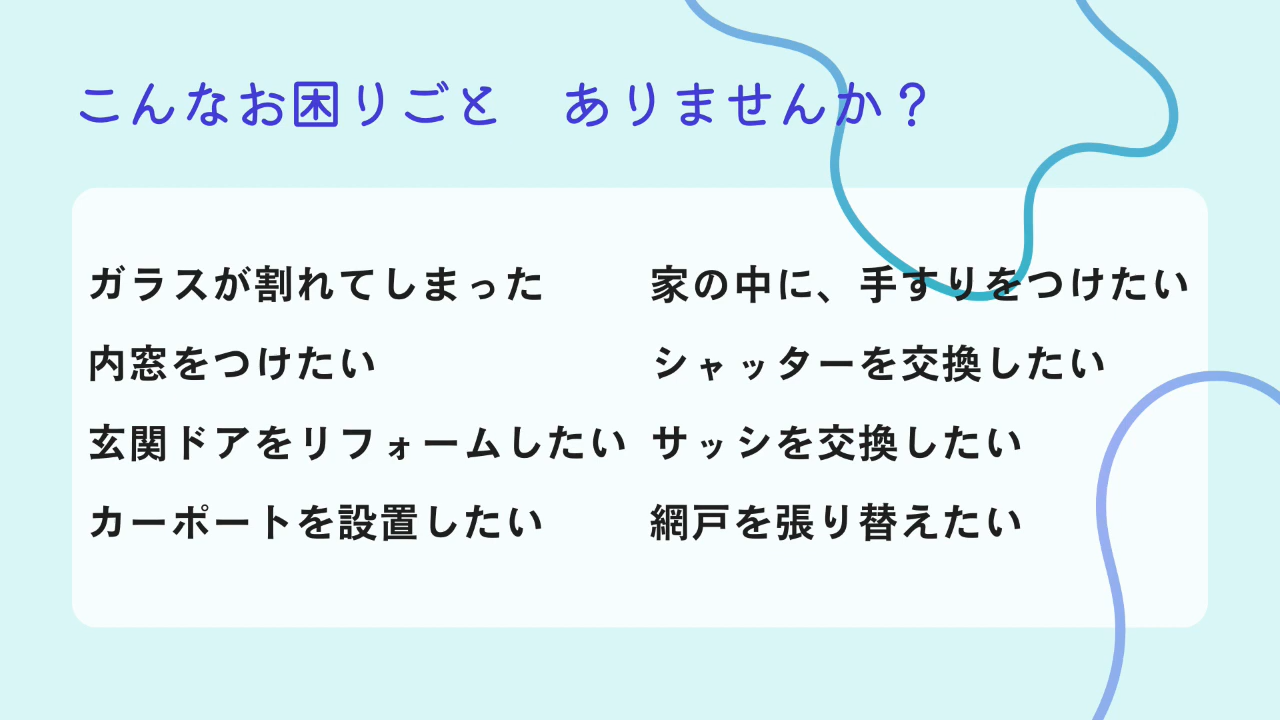 こんなお困りごと　ありませんか？
ガラスが割れてしまった
内窓をつけたい
玄関ドアをリフォームしたい
カーポートを設置したい
家の中に、手すりをつけたい
シャッターを交換したい
サッシを交換したい
網戸を張り替えたい